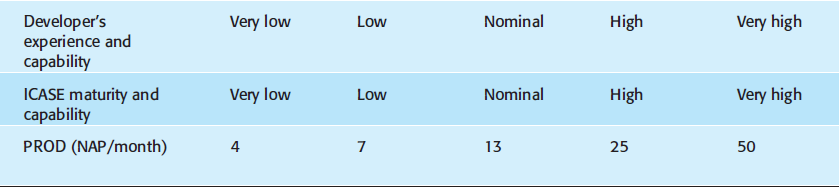 Developer’s experience and capability Very low Low Nominal High Very high
ICASE maturity and capability Very low Low Nominal High Very high
PROD (NAP/month) 4 7 13 25 50